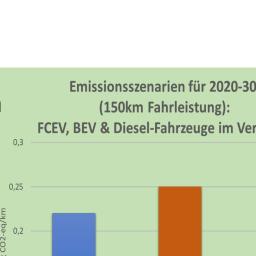 Emissionsszenarien für 2020-30
(150km Fahrleistung):
FCEV, BEV & Diesel-Fahrzeuge im Ver
0,3
0,25
0,2
CO2-eq/km